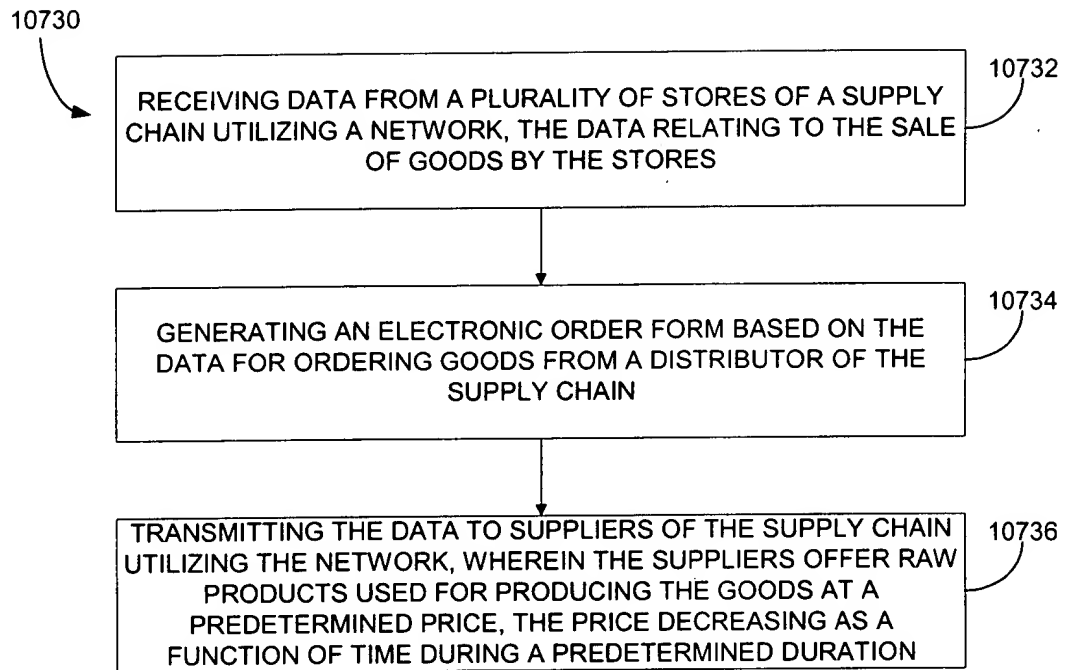 10730
10732
RECEIVING DATA FROM A PLURALITY OF STORES OF A SUPPLY
CHAIN UTILIZING A NETWORK, THE DATA RELATING TO THE SALE
OF GOODS BY THE STORES
10734
GENERATING AN ELECTRONIC ORDER FORM BASED ON THE
DATA FOR ORDERING GOODS FROM A DISTRIBUTOR OF THE
SUPPLY CHAIN
10736
TRANSMITTING THE DATA TO SUPPLIERS OF THE SUPPLY CHAIN
UTILIZING THE NETWORK, WHEREIN THE SUPPLIERS OFFER RAW
PRODUCTS USED FOR PRODUCING THE GOODS AT A
PREDETERMINED PRICE, THE PRICE DECREASING AS A
FUNCTION OF TIME DURING A PREDETERMINED DURATION